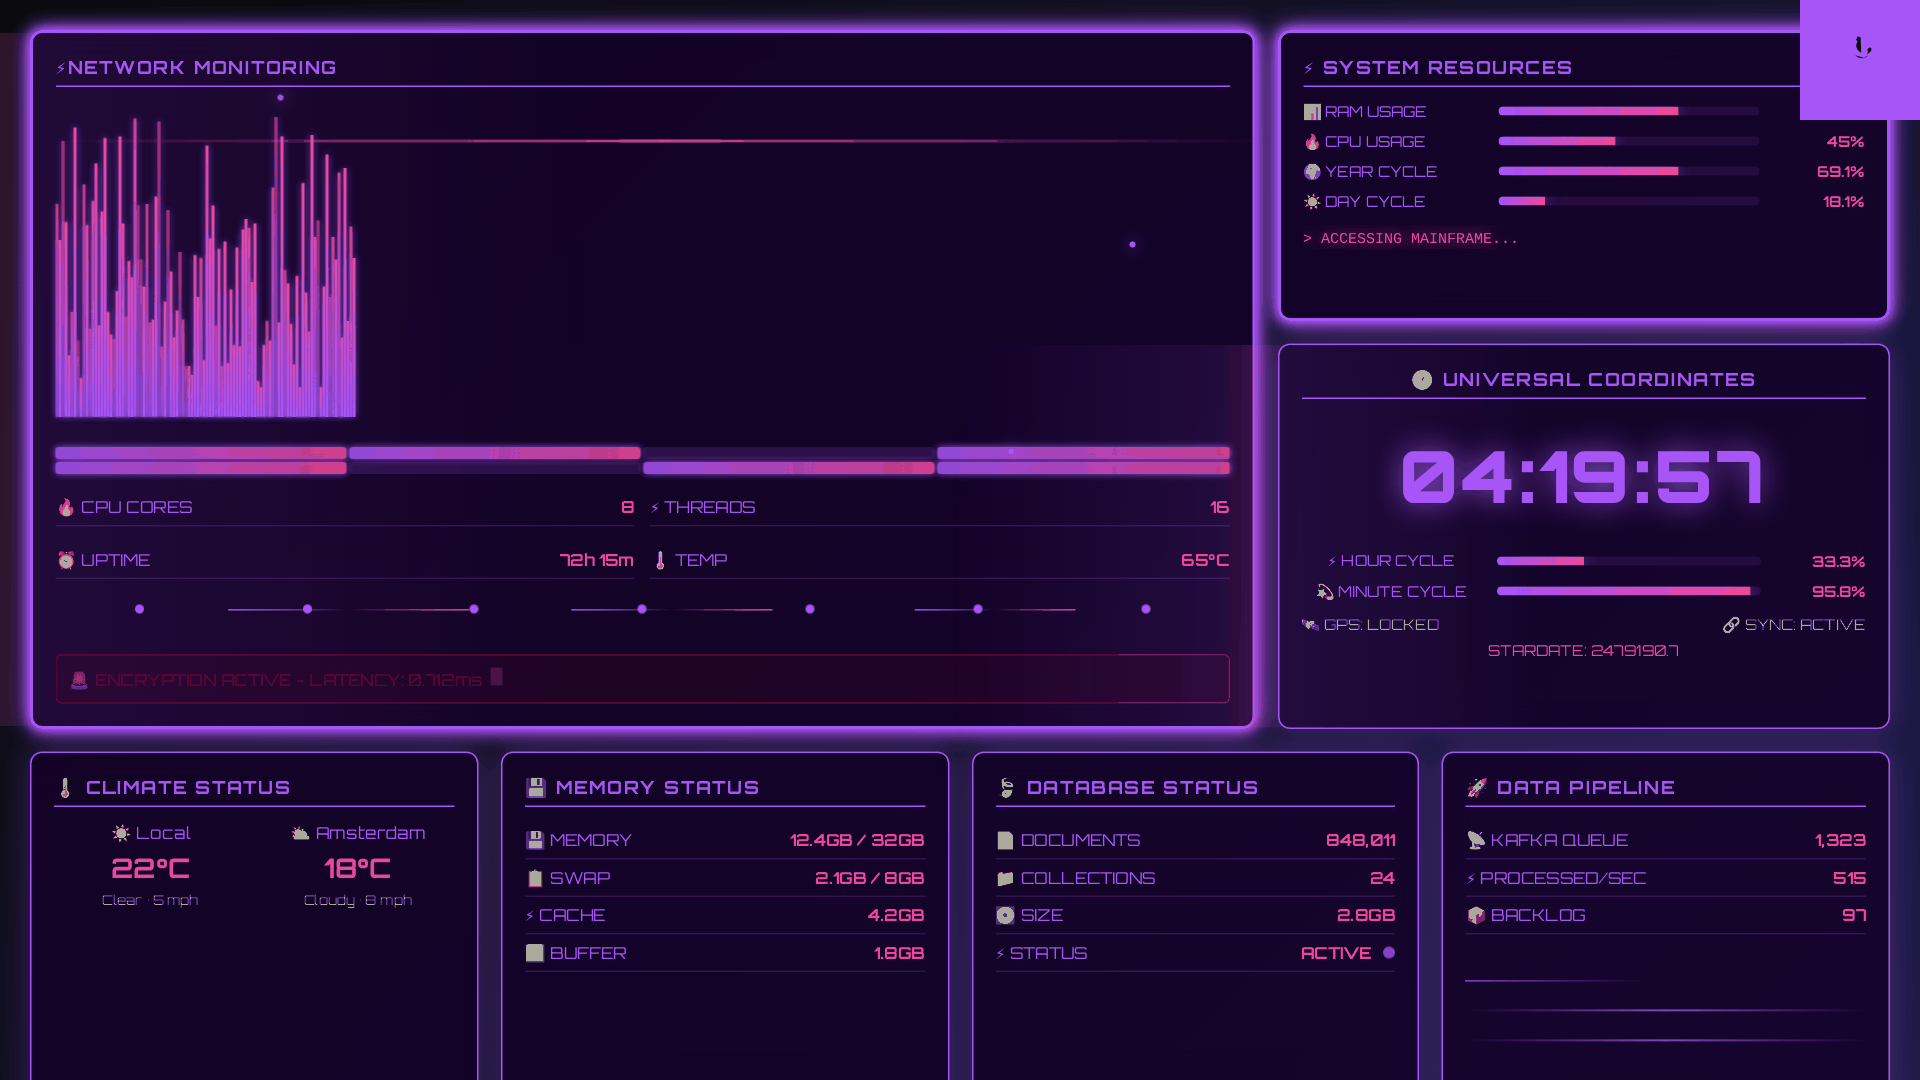 ⚡NETWORK MONITORING
CPU CORES 8
⚡ THREADS 16
UPTIME 72h 15m
TEMP 65°C
ENCRYPTION ACTIVE - LATENCY: 0.712ms
⚡ SYSTEM RESOURCES
RAM USAGE
CPU USAGE 45%
YEAR CYCLE 69.1%
DAY CYCLE 18.1%
> ACCESSING MAINFRAME...
UNIVERSAL COORDINATES
04:19:57
⚡ HOUR CYCLE 33.3%
MINUTE CYCLE 95.8%
GPS: LOCKED SYNC: ACTIVE
STARDATE: 2479190.7
CLIMATE STATUS
Local Amsterdam
22°C 18°C
Clear · 5 mph Cloudy · 8 mph
MEMORY STATUS
MEMORY 12.4GB / 32GB
SWAP 2.1GB / 8GB
⚡ CACHE 4.2GB
BUFFER 1.8GB
DATABASE STATUS
DOCUMENTS 848,011
COLLECTIONS 24
SIZE 2.8GB
⚡ STATUS ACTIVE
DATA PIPELINE
KAFKA QUEUE 1,323
⚡ PROCESSED/SEC 515
BACKLOG 97